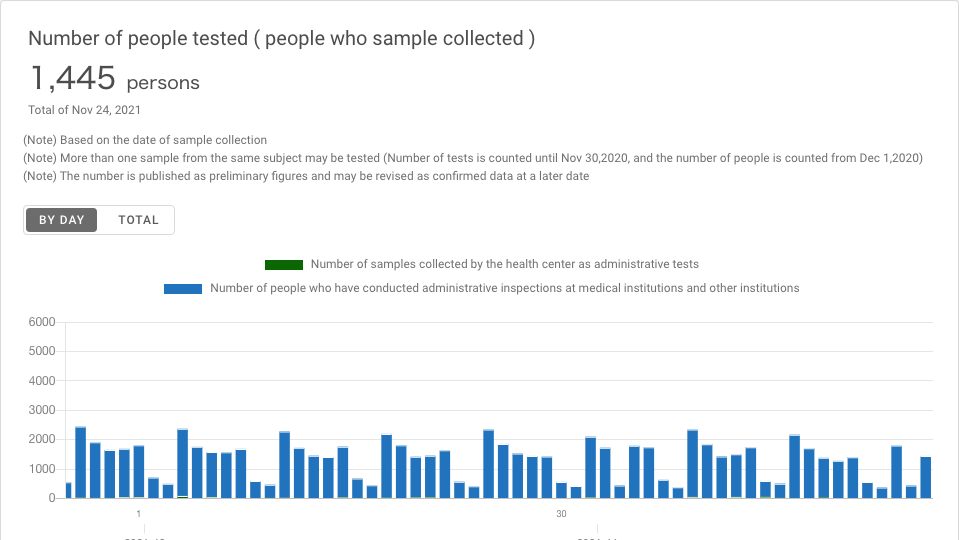 Number of people tested ( people who sample collected )
1,445 persons
Total of Nov 24, 2021
(Note) Based on the date of sample collection
(Note) More than one sample from the same subject may be tested (Number of tests is counted until Nov 30,2020, and the number of people is counted from Dec 1,2020)
(Note) The number is published as preliminary figures and may be revised as confirmed data at a later date
BY DAY TOTAL
Number of samples collected by the health center as administrative tests
Number of people who have conducted administrative inspections at medical institutions and other institutions
6000
5000
4000
3000
2000
1000
0
1 30